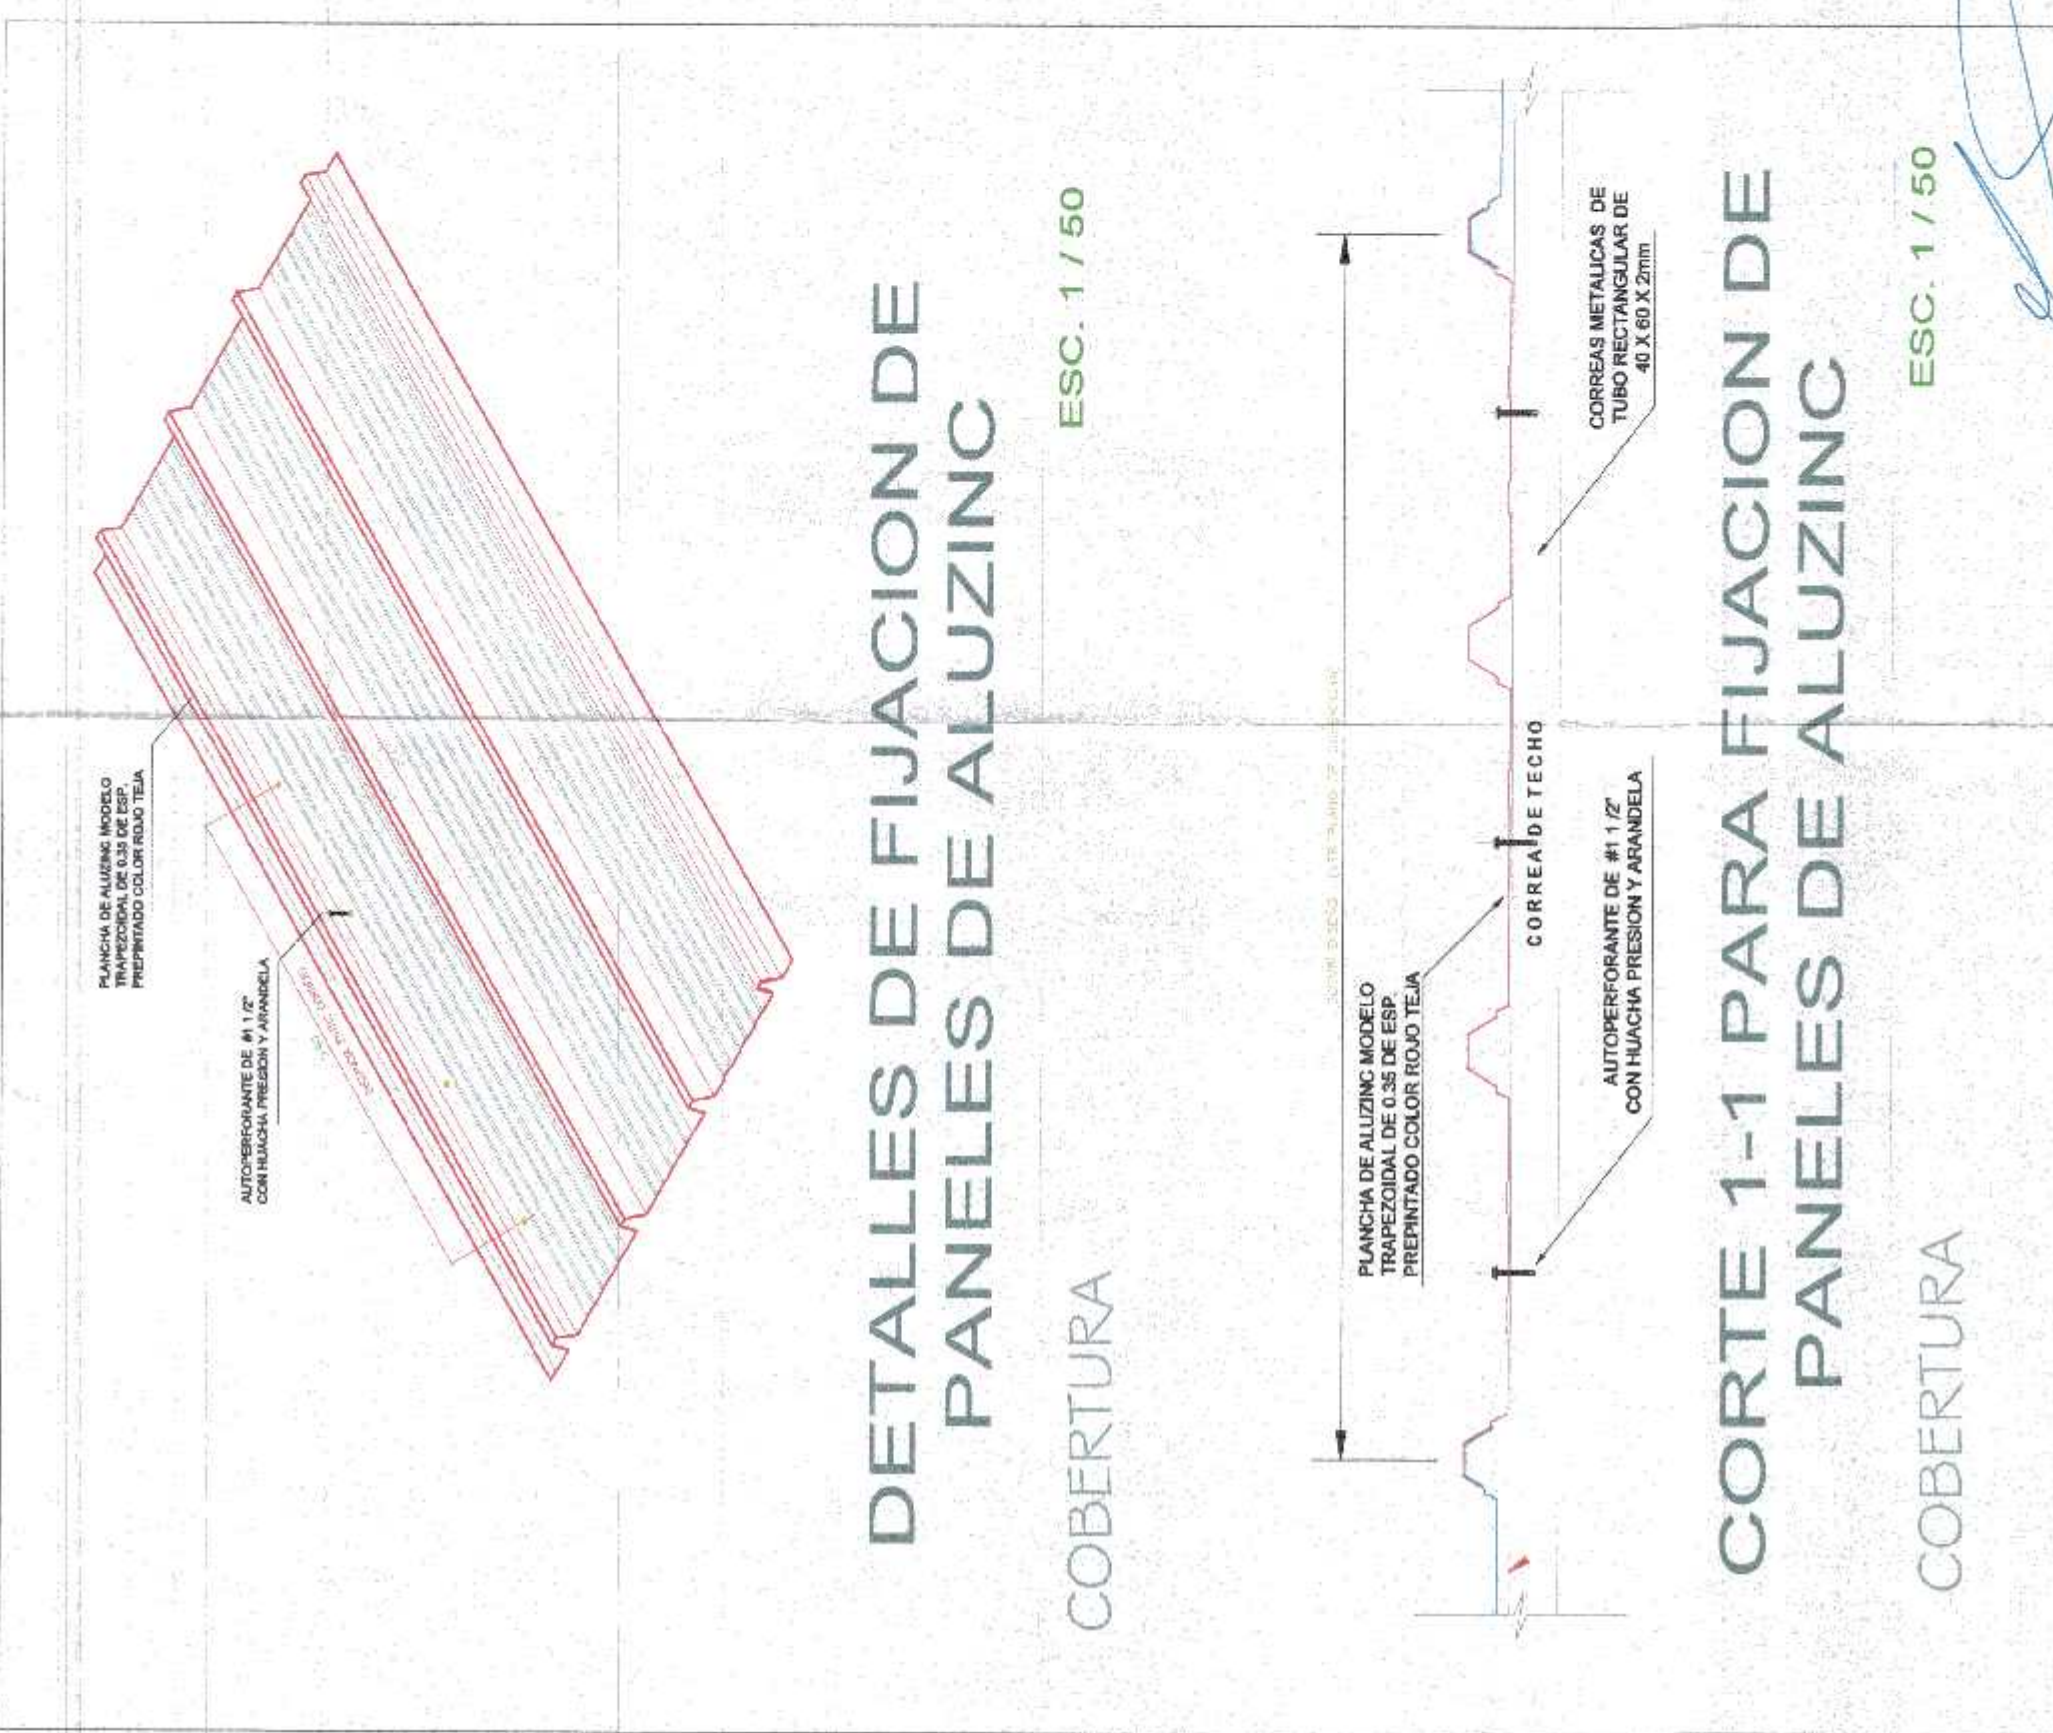 PLANCHA DE ALUZINC MODELO
TRAPEZOIDAL DE 0.35 DE ESP.
PREPINTADO COLOR ROJO TEJA
AUTOPERFORANTE DE #1 1/2"
CON HUACHA PRESION Y ARANDELA
DETALLES DE FIJACION DE
PANELES DE ALUZINC
COBERTURA
ESC. 1 / 50
PLANCHA DE ALUZINC MODELO
TRAPEZOIDAL DE 0.35 DE ESP.
PREPINTADO COLOR ROJO TEJA
CORREA DE TECHO
CORREAS METALICAS DE
TUBO RECTANGULAR DE
40 X 60 X 2mm
AUTOPERFORANTE DE #1 1/2"
CON HUACHA PRESION Y ARANDELA
CORTE 1-1 PARA FIJACION DE
PANELES DE ALUZINC
COBERTURA
ESC. 1 / 50